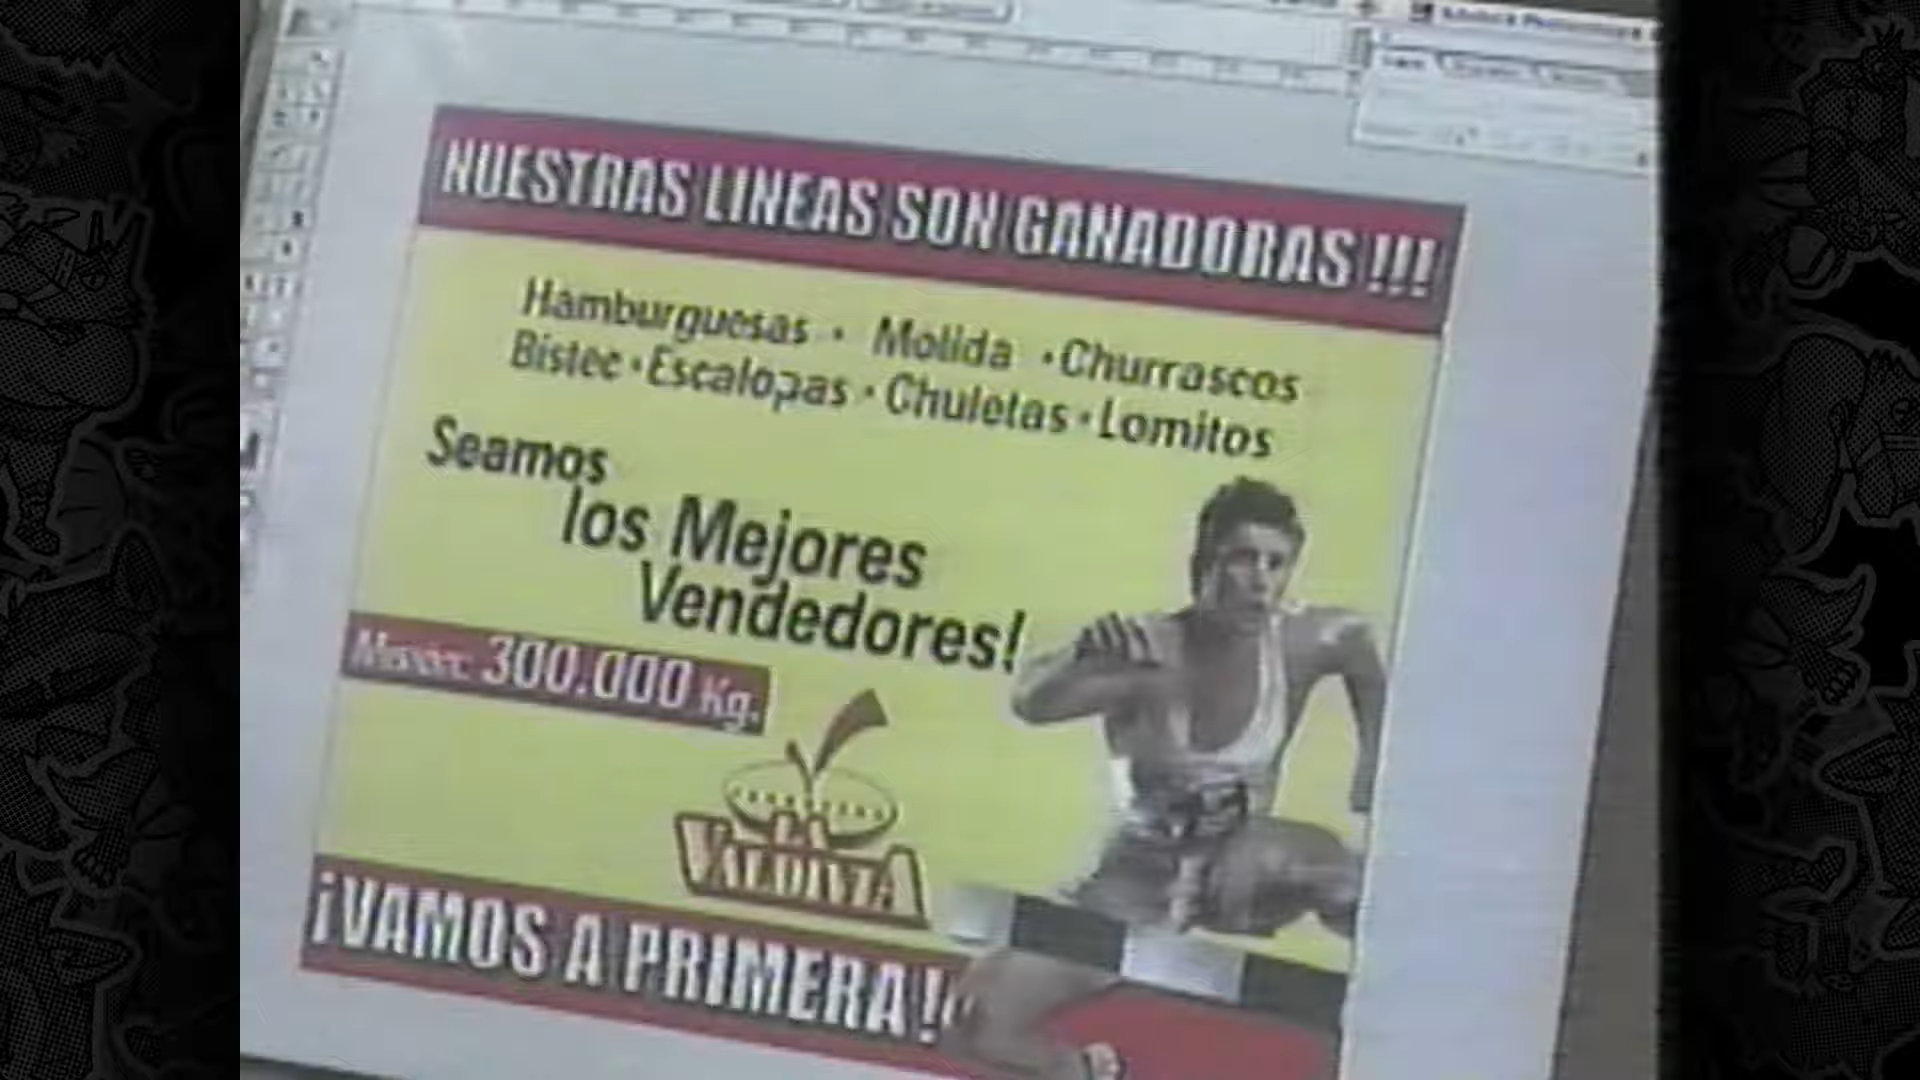 NUESTRAS LINEAS SON GANADORAS !!!
Hamburguesas • Molida • Churrascos
Bistec • Escalopas • Chuletas • Lomitos
Seamos
los Mejores
Vendedores!
300.000 Kg.
LA
VALDIVIA
¡VAMOS A PRIMERA!